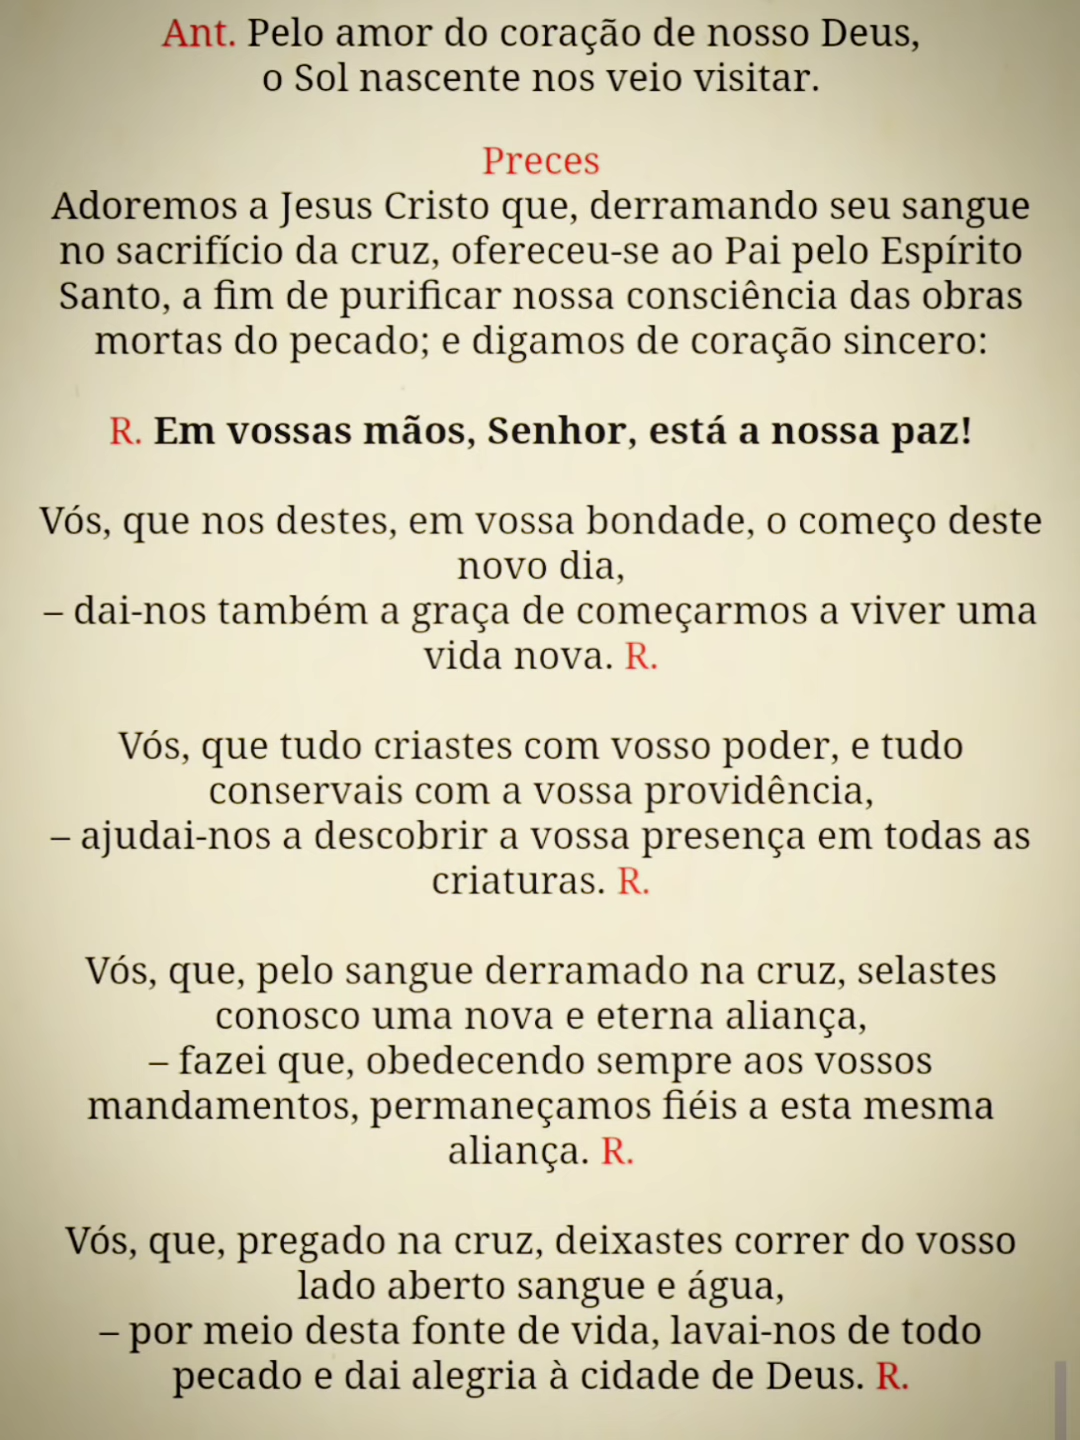 Ant. Pelo amor do coração de nosso Deus,
o Sol nascente nos veio visitar.
Preces
Adoremos a Jesus Cristo que, derramando seu sangue
no sacrifício da cruz, ofereceu-se ao Pai pelo Espírito
Santo, a fim de purificar nossa consciência das obras
mortas do pecado; e digamos de coração sincero:
R. Em vossas mãos, Senhor, está a nossa paz!
Vós, que nos destes, em vossa bondade, o começo deste
novo dia,
– dai-nos também a graça de começarmos a viver uma
vida nova. R.
Vós, que tudo criastes com vosso poder, e tudo
conservais com a vossa providência,
– ajudai-nos a descobrir a vossa presença em todas as
criaturas. R.
Vós, que, pelo sangue derramado na cruz, selastes
conosco uma nova e eterna aliança,
– fazei que, obedecendo sempre aos vossos
mandamentos, permaneçamos fiéis a esta mesma
aliança. R.
Vós, que, pregado na cruz, deixastes correr do vosso
lado aberto sangue e água,
– por meio desta fonte de vida, lavai-nos de todo
pecado e dai alegria à cidade de Deus. R.